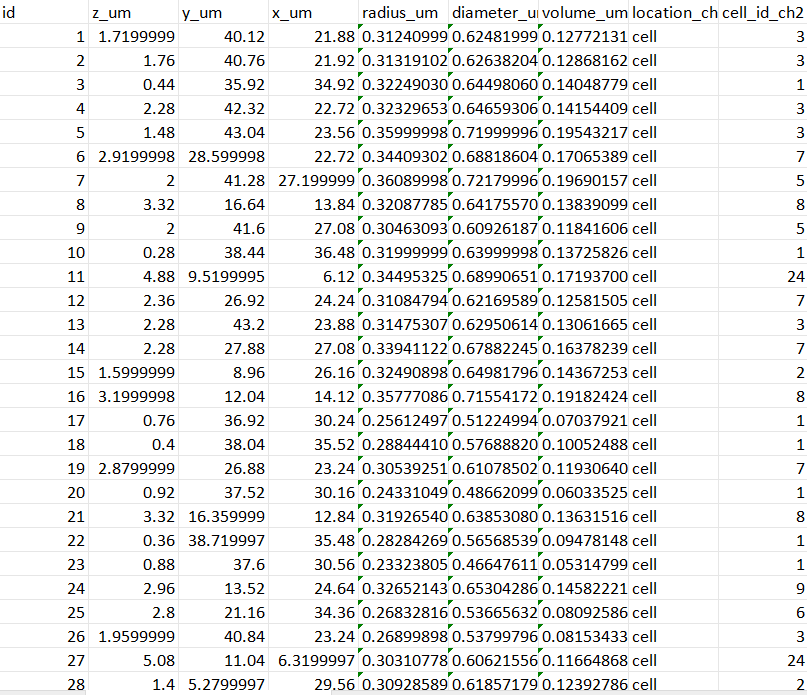 id z_um y_um x_um radius_um diameter_u volume_um location_ch cell_id_ch2
1 1.7199999 40.12 21.88 0.31240999 0.62481999 0.12772131 cell 3
2 1.76 40.76 21.92 0.31319102 0.62638204 0.12868162 cell 3
3 0.44 35.92 34.92 0.32249030 0.64498060 0.14048779 cell 1
4 2.28 42.32 22.72 0.32329653 0.64659306 0.14154409 cell 3
5 1.48 43.04 23.56 0.35999998 0.71999996 0.19543217 cell 3
6 2.9199998 28.599998 22.72 0.34409302 0.68818604 0.17065389 cell 7
7 2 41.28 27.199999 0.36089998 0.72179996 0.19690157 cell 5
8 3.32 16.64 13.84 0.32087785 0.64175570 0.13839099 cell 8
9 2 41.6 27.08 0.30463093 0.60926187 0.11841606 cell 5
10 0.28 38.44 36.48 0.31999999 0.63999998 0.13725826 cell 1
11 4.88 9.5199995 6.12 0.34495325 0.68990651 0.17193700 cell 24
12 2.36 26.92 24.24 0.31084794 0.62169589 0.12581505 cell 7
13 2.28 43.2 23.88 0.31475307 0.62950614 0.13061665 cell 3
14 2.28 27.88 27.08 0.33941122 0.67882245 0.16378239 cell 7
15 1.5999999 8.96 26.16 0.32490898 0.64981796 0.14367253 cell 2
16 3.1999998 12.04 14.12 0.35777086 0.71554172 0.19182424 cell 8
17 0.76 36.92 30.24 0.25612497 0.51224994 0.07037921 cell 1
18 0.4 38.04 35.52 0.28844410 0.57688820 0.10052488 cell 1
19 2.8799999 26.88 23.24 0.30539251 0.61078502 0.11930640 cell 7
20 0.92 37.52 30.16 0.24331049 0.48662099 0.06033525 cell 1
21 3.32 16.359999 12.84 0.31926540 0.63853080 0.13631516 cell 8
22 0.36 38.719997 35.48 0.28284269 0.56568539 0.09478148 cell 1
23 0.88 37.6 30.56 0.23323805 0.46647611 0.05314799 cell 1
24 2.96 13.52 24.64 0.32652143 0.65304286 0.14582221 cell 9
25 2.8 21.16 34.36 0.26832816 0.53665632 0.08092586 cell 6
26 1.9599999 40.84 23.24 0.26899898 0.53799796 0.08153433 cell 3
27 5.08 11.04 6.3199997 0.30310778 0.60621556 0.11664868 cell 24
28 1.4 5.2799997 29.56 0.30928589 0.61857179 0.12392786 cell 2